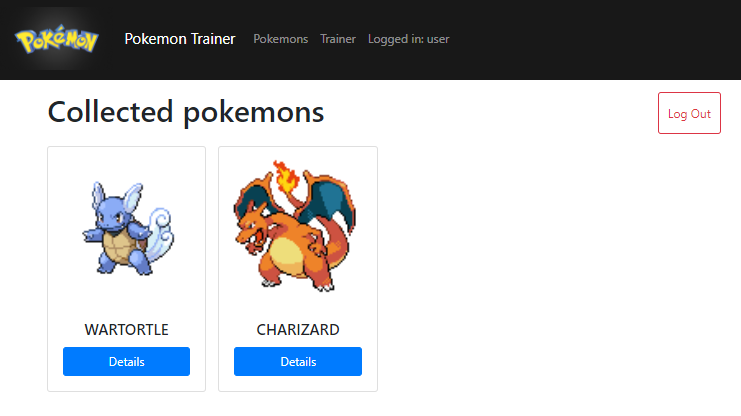 POKéMON
Pokemon Trainer Pokemons Trainer Logged in: user
Collected pokemons
Log Out
WARTORTLE CHARIZARD
Details Details